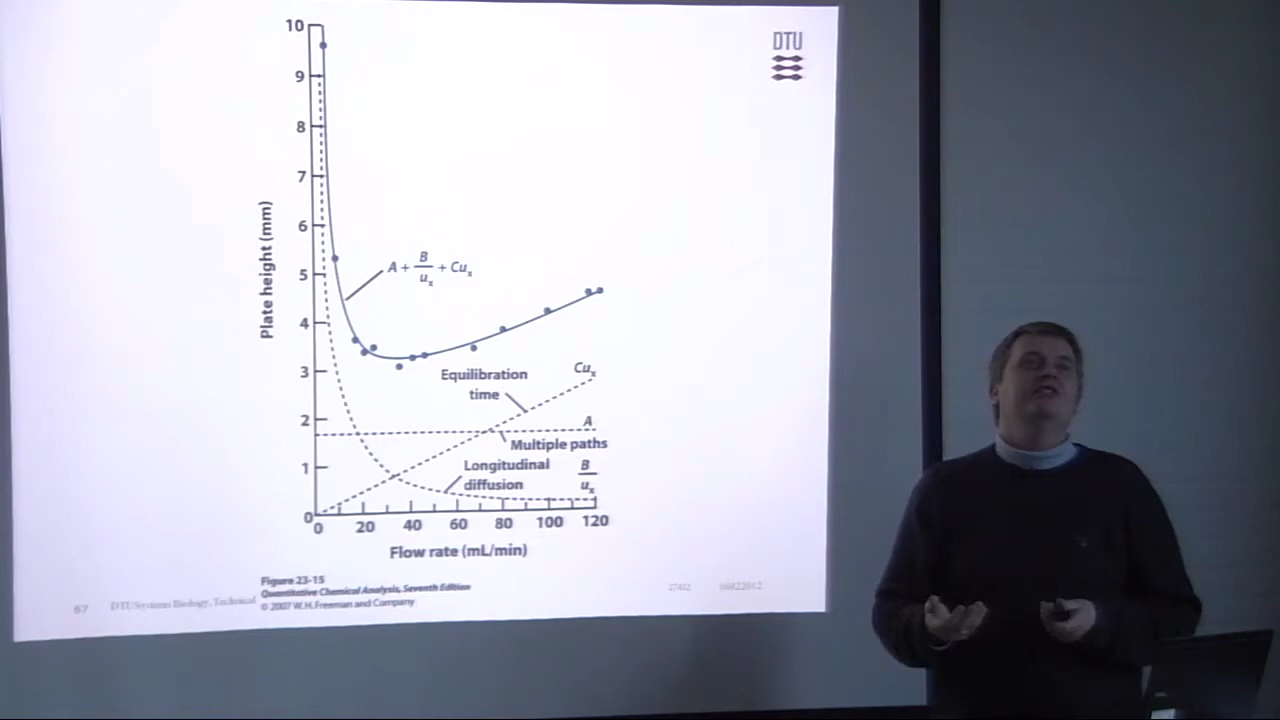 DTU
10
9
8
7
6
5
4
3
2
1
0
Plate height (mm)
A + B/uₓ + Cuₓ
Equilibration
time
Cuₓ
A
Multiple paths
Longitudinal
diffusion
B/uₓ
0 20 40 60 80 100 120
Flow rate (mL/min)
Figure 23-15
Quantitative Chemical Analysis, Seventh Edition
© 2007 W. H. Freeman and Company
67 DTU Systems Biology, Technical